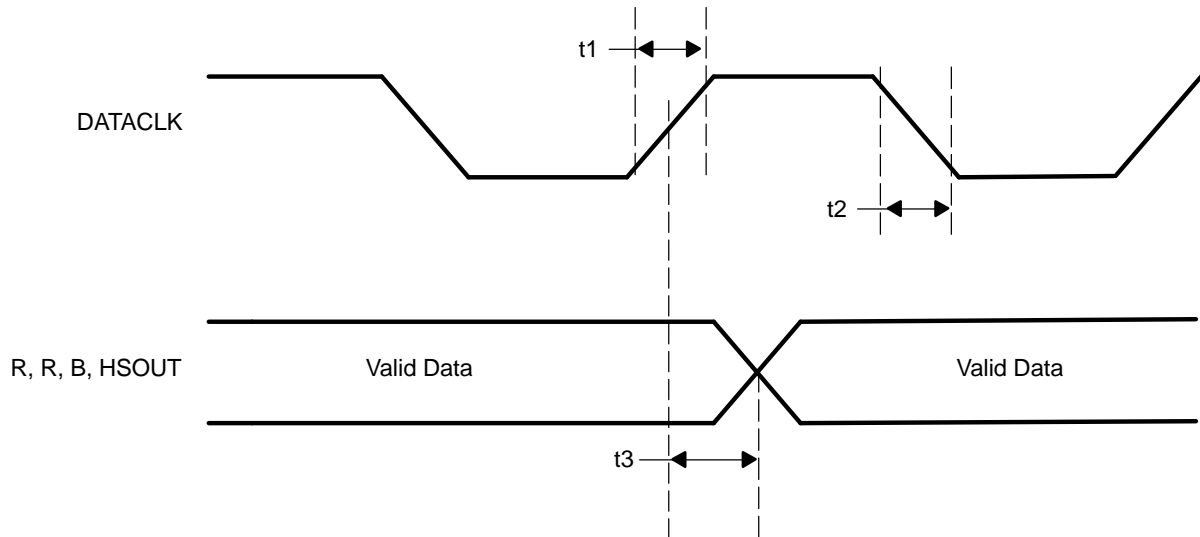 t1
DATACLK
t2
R, R, B, HSOUT
Valid Data
Valid Data
t3